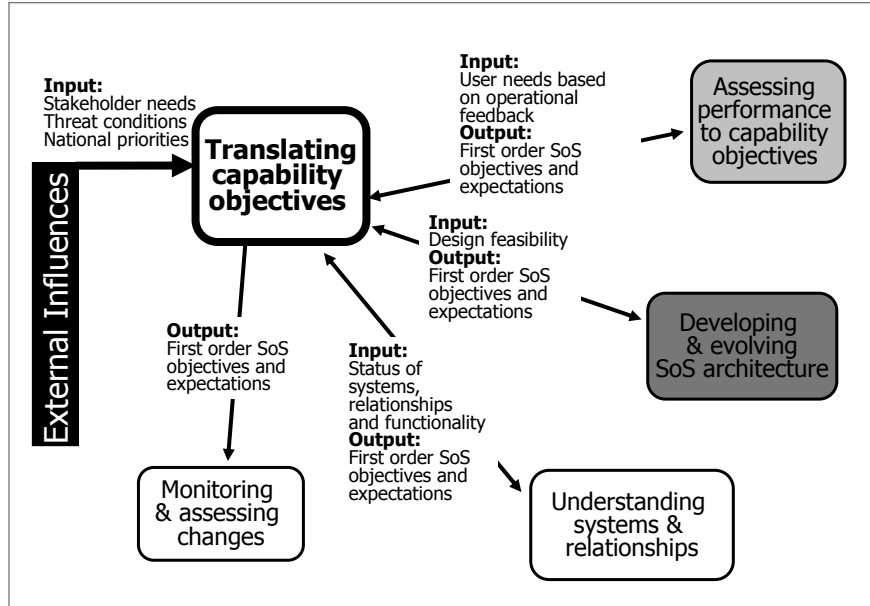 Input:
Stakeholder needs
Threat conditions
National priorities
External Influences
Translating
capability
objectives
Input:
User needs based
on operational
feedback
Output:
First order SoS
objectives and
expectations
Assessing
performance
to capability
objectives
Input:
Design feasibility
Output:
First order SoS
objectives and
expectations
Developing
& evolving
SoS architecture
Output:
First order SoS
objectives and
expectations
Input:
Status of
systems,
relationships
and functionality
Output:
First order SoS
objectives and
expectations
Monitoring
& assessing
changes
Understanding
systems &
relationships